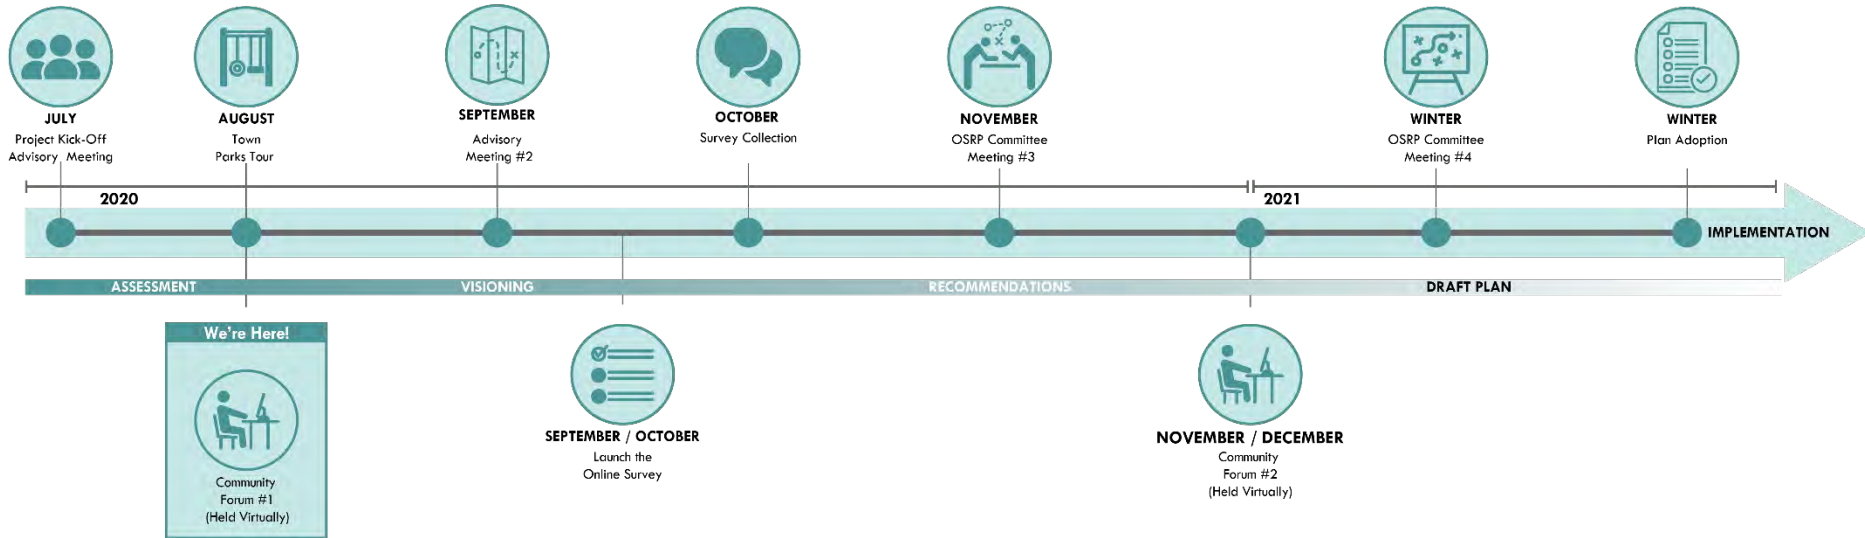 JULY
Project Kick-Off
Advisory Meeting
AUGUST
Town
Parks Tour
SEPTEMBER
Advisory
Meeting #2
OCTOBER
Survey Collection
NOVEMBER
OSRP Committee
Meeting #3
WINTER
OSRP Committee
Meeting #4
WINTER
Plan Adoption
2020
2021
IMPLEMENTATION
ASSESSMENT
VISIONING
RECOMMENDATIONS
DRAFT PLAN
We're Here!
Community
Forum #1
(Held Virtually)
SEPTEMBER / OCTOBER
Launch the
Online Survey
NOVEMBER / DECEMBER
Community
Forum #2
(Held Virtually)